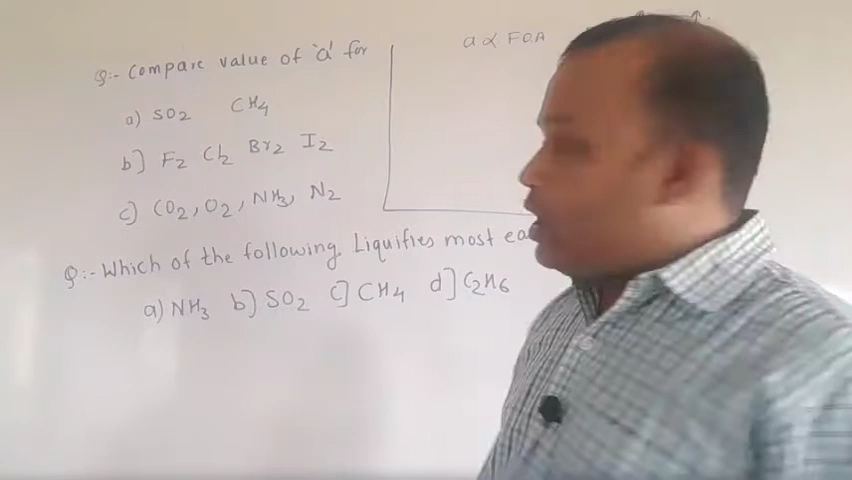 Q:- Compare value of 'a' for
a) SO2 CH4
b] F2 Cl2 Br2 I2
c) CO2, O2, NH3, N2
a ∝ FOA
Q:- Which of the following Liquifies most
a) NH3 b] SO2 c] CH4 d] C2H6